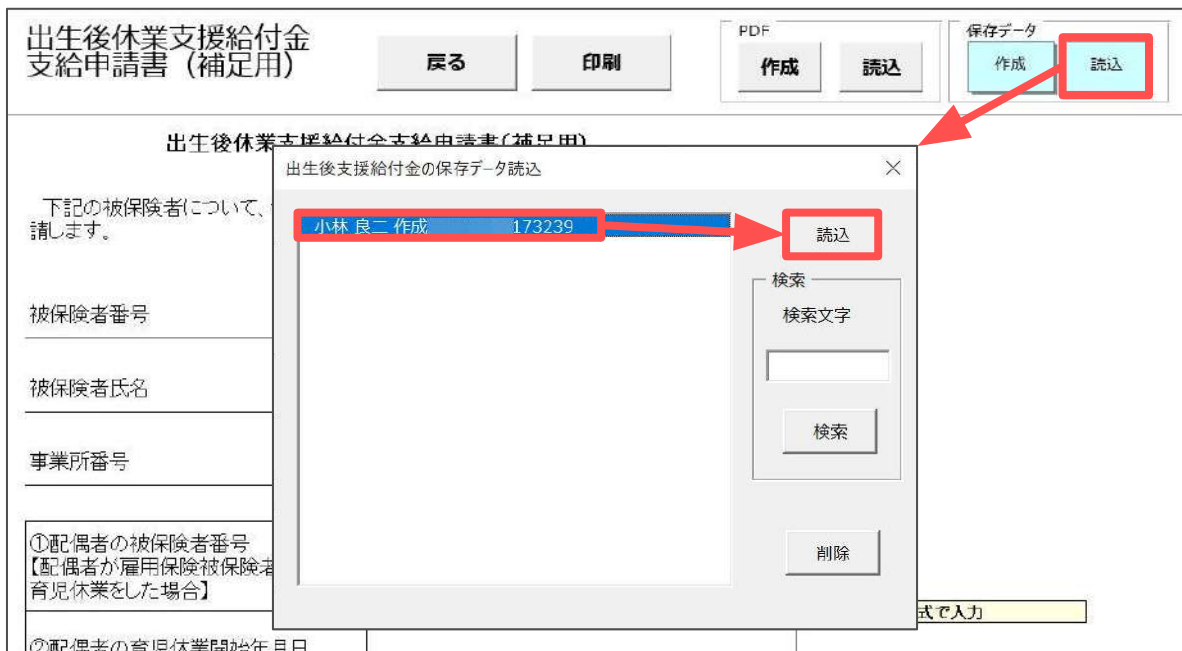 出生後休業支援給付金
支給申請書（補足用）
戻る
印刷
PDF
作成
読込
保存データ
作成
読込
出生後休業支援給付金支給申請書(補足用)
出生後支援給付金の保存データ読込
下記の被保険者について、
請します。
小林 良二 作成 173239
読込
検索
検索文字
検索
削除
被保険者番号
被保険者氏名
事業所番号
①配偶者の被保険者番号
【配偶者が雇用保険被保険者
育児休業をした場合】
式で入力
②配偶者の育児休業開始年月日